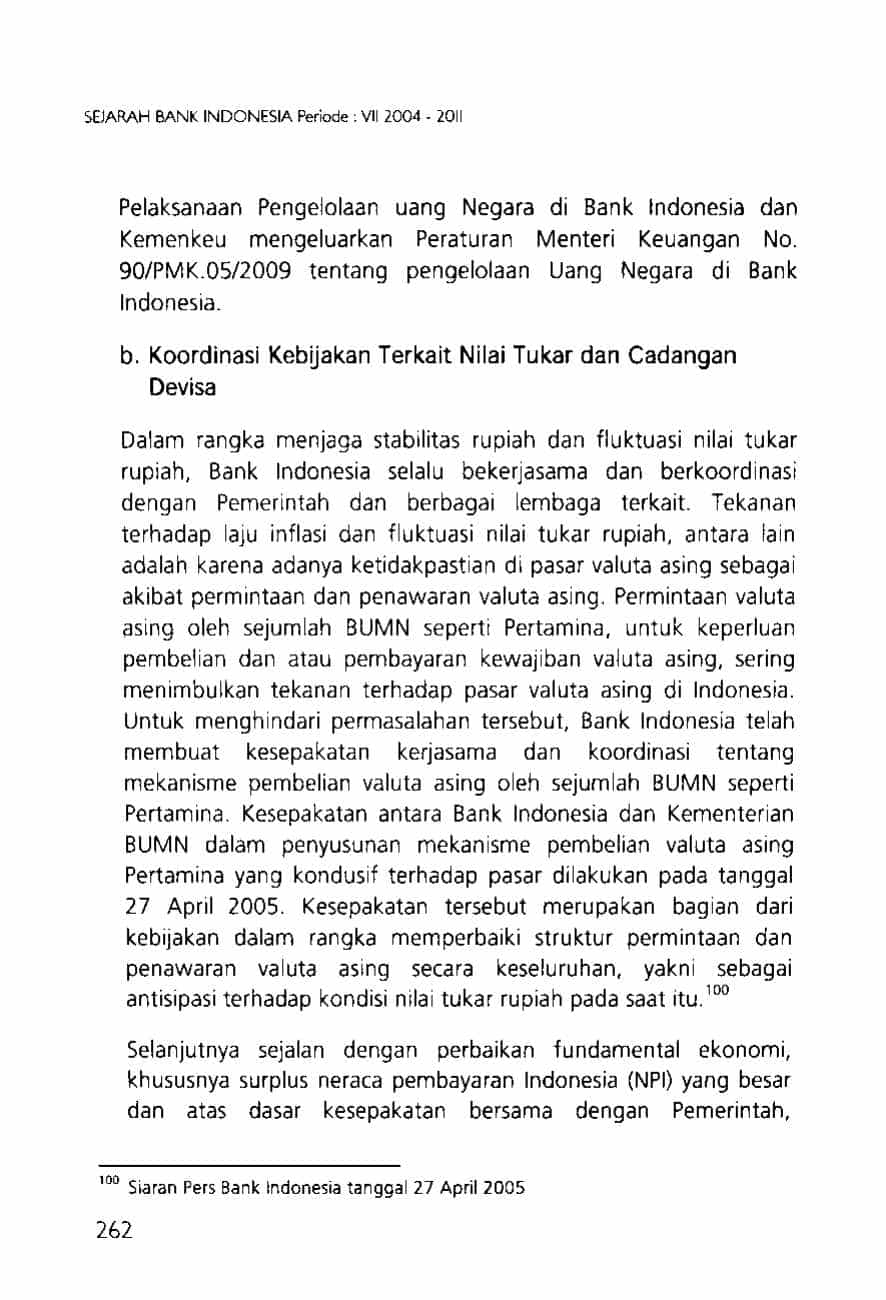 SEJARAH BANK INDONESIA Periode : VII 2004 - 2011
Pelaksanaan Pengelolaan uang Negara di Bank Indonesia dan
Kemenkeu mengeluarkan Peraturan Menteri Keuangan No.
90/PMK.05/2009 tentang pengelolaan Uang Negara di Bank
Indonesia.
b. Koordinasi Kebijakan Terkait Nilai Tukar dan Cadangan
Devisa
Dalam rangka menjaga stabilitas rupiah dan fluktuasi nilai tukar
rupiah, Bank Indonesia selalu bekerjasama dan berkoordinasi
dengan Pemerintah dan berbagai lembaga terkait. Tekanan
terhadap laju inflasi dan fluktuasi nilai tukar rupiah, antara lain
adalah karena adanya ketidakpastian di pasar valuta asing sebagai
akibat permintaan dan penawaran valuta asing. Permintaan valuta
asing oleh sejumlah BUMN seperti Pertamina, untuk keperluan
pembelian dan atau pembayaran kewajiban valuta asing, sering
menimbulkan tekanan terhadap pasar valuta asing di Indonesia.
Untuk menghindari permasalahan tersebut, Bank Indonesia telah
membuat kesepakatan kerjasama dan koordinasi tentang
mekanisme pembelian valuta asing oleh sejumlah BUMN seperti
Pertamina. Kesepakatan antara Bank Indonesia dan Kementerian
BUMN dalam penyusunan mekanisme pembelian valuta asing
Pertamina yang kondusif terhadap pasar dilakukan pada tanggal
27 April 2005. Kesepakatan tersebut merupakan bagian dari
kebijakan dalam rangka memperbaiki struktur permintaan dan
penawaran valuta asing secara keseluruhan, yakni sebagai
antisipasi terhadap kondisi nilai tukar rupiah pada saat itu.100
Selanjutnya sejalan dengan perbaikan fundamental ekonomi,
khususnya surplus neraca pembayaran Indonesia (NPI) yang besar
dan atas dasar kesepakatan bersama dengan Pemerintah,
100 Siaran Pers Bank Indonesia tanggal 27 April 2005
262